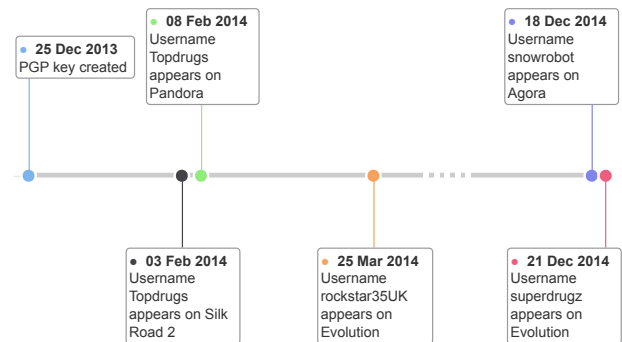 25 Dec 2013
PGP key created
08 Feb 2014
Username
Topdrugs
appears on
Pandora
18 Dec 2014
Username
snowrobot
appears on
Agora
03 Feb 2014
Username
Topdrugs
appears on Silk
Road 2
25 Mar 2014
Username
rockstar35UK
appears on
Evolution
21 Dec 2014
Username
superdrugz
appears on
Evolution